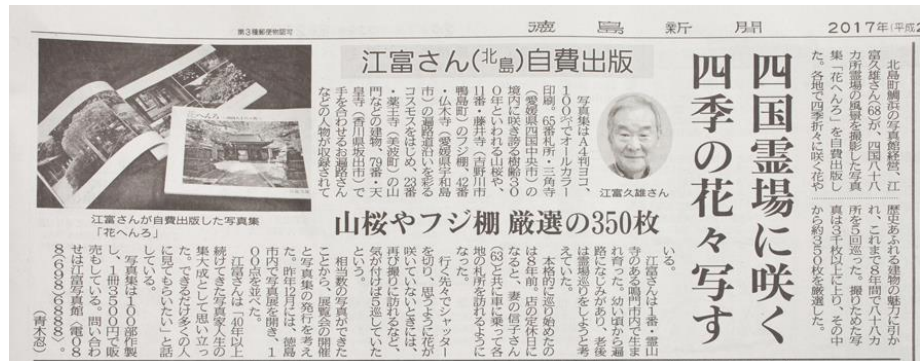 第3種郵便物認可
徳島新聞
2017年(平成2
四国霊場に咲く
四季の花々写す
江富さん(北島)自費出版
北島町鯛浜の写真館経営、江
富久雄さん(68)が、四国八十八
カ所霊場の風景を撮影した写真
集「花へんろ」を自費出版し
た。各地で四季折々に咲く花や
歴史あふれる建物の魅力に引か
れ、これまで8年間で八十八カ
所を5回巡った。撮りためた写
真は3千枚以上に上り、その中
から約350枚を厳選した。
江富久雄さん
山桜やフジ棚 厳選の350枚
写真集はA4判ヨコ、
100㌻でオールカラー
印刷。65番札所・三角寺
(愛媛県四国中央市)の
境内に咲き誇る樹齢30
0年といわれる山桜や、
11番・藤井寺(吉野川市
鴨島町)のフジ棚、42番
・仏木寺(愛媛県宇和島
市)の遍路道沿いを彩る
コスモスをはじめ、23番
・薬王寺(美波町)の山
門などの建物、79番・天
皇寺(香川県坂出市)で
手を合わせるお遍路さん
などの人物が収録されて
いる。
江富さんは1番・霊山
寺のある鳴門市内で生ま
れ育った。幼い頃から遍
路になじみがあり、老後
は霊場巡りをしようと考
えていた。
本格的に巡り始めたの
は8年前。店の定休日に
なると、妻の信子さん
(63)と共に車に乗って各
地の札所を訪れるように
なった。
行く先々でシャッター
を切り、思うように花が
咲いていないときには、
再び撮りに訪れるなど、
気が付けば5巡していた
という。
相当数の写真ができた
ことから、展覧会の開催
と写真集の発行を考え
た。昨年12月には、徳島
市内で写真展を開き、1
00点を並べた。
江富さんは「40年以上
続けてきた写真家人生の
集大成として思い立っ
た。できるだけ多くの人
に見てもらいたい」と話
している。
写真集は100部作製
し、1冊3500円で販
売もしている。問い合わ
せは江富写真館〈電08
8(698)
(青木忍)
花へんろ
江富さんが自費出版した写真集
「花へんろ」